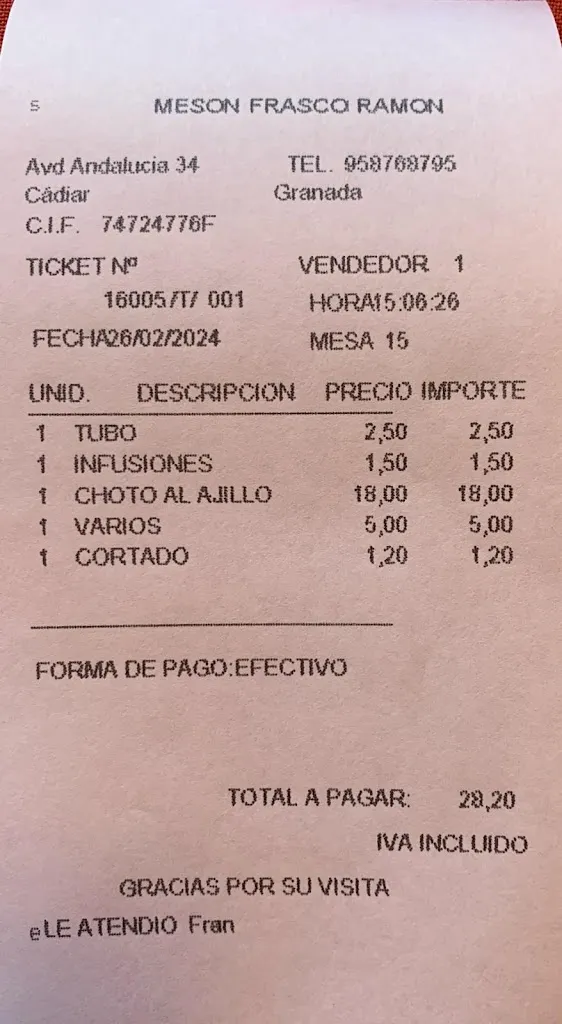 s MESON FRASCO RAMON
Avd Andalucia 34 TEL. 958768795
Cádiar Granada
C.I.F. 74724776F
TICKET Nº VENDEDOR 1
16005/T/ 001 HORA15:06:26
FECHA26/02/2024 MESA 15
UNID. DESCRIPCION PRECIO IMPORTE
1 TUBO 2,50 2,50
1 INFUSIONES 1,50 1,50
1 CHOTO AL AJILLO 18,00 18,00
1 VARIOS 5,00 5,00
1 CORTADO 1,20 1,20
FORMA DE PAGO:EFECTIVO
TOTAL A PAGAR: 28,20
IVA INCLUIDO
GRACIAS POR SU VISITA
eLE ATENDIO Fran